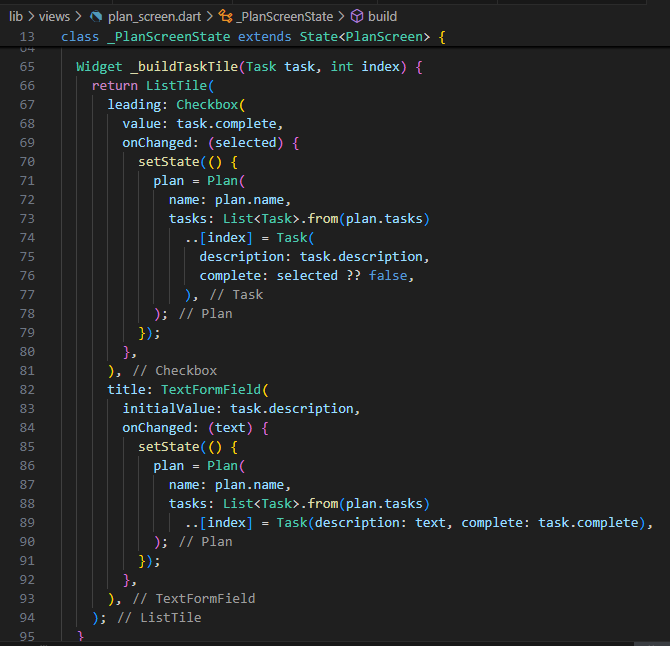 lib > views > plan_screen.dart > _PlanScreenState > build
13 class _PlanScreenState extends State<PlanScreen> {
64
65 Widget _buildTaskTile(Task task, int index) {
66 return ListTile(
67 leading: Checkbox(
68 value: task.complete,
69 onChanged: (selected) {
70 setState(() {
71 plan = Plan(
72 name: plan.name,
73 tasks: List<Task>.from(plan.tasks)
74 ..[index] = Task(
75 description: task.description,
76 complete: selected ?? false,
77 ), // Task
78 ); // Plan
79 });
80 },
81 ), // Checkbox
82 title: TextFormField(
83 initialValue: task.description,
84 onChanged: (text) {
85 setState(() {
86 plan = Plan(
87 name: plan.name,
88 tasks: List<Task>.from(plan.tasks)
89 ..[index] = Task(description: text, complete: task.complete),
90 ); // Plan
91 });
92 },
93 ), // TextFormField
94 ); // ListTile
95 }